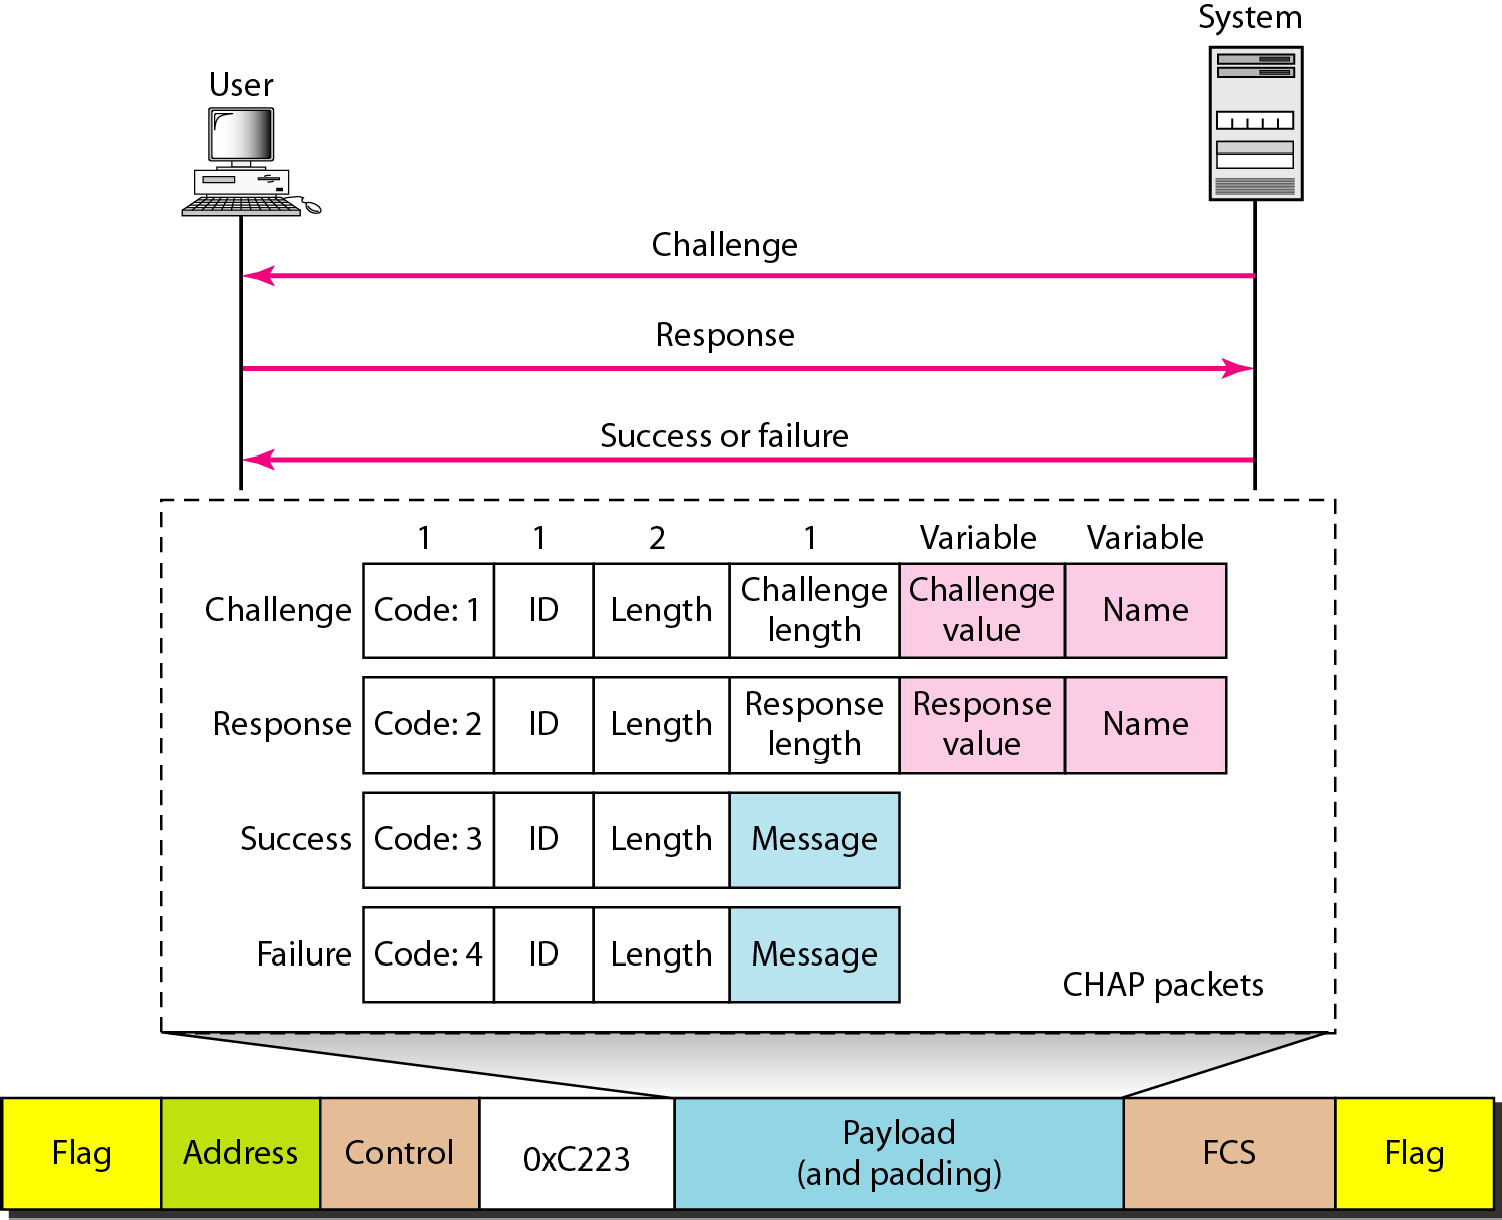 System
User
Challenge
Response
Success or failure
1 1 2 1 Variable Variable
Challenge Code: 1 ID Length Challenge length Challenge value Name
Response Code: 2 ID Length Response length Response value Name
Success Code: 3 ID Length Message
Failure Code: 4 ID Length Message
CHAP packets
Flag Address Control 0xC223 Payload (and padding) FCS Flag